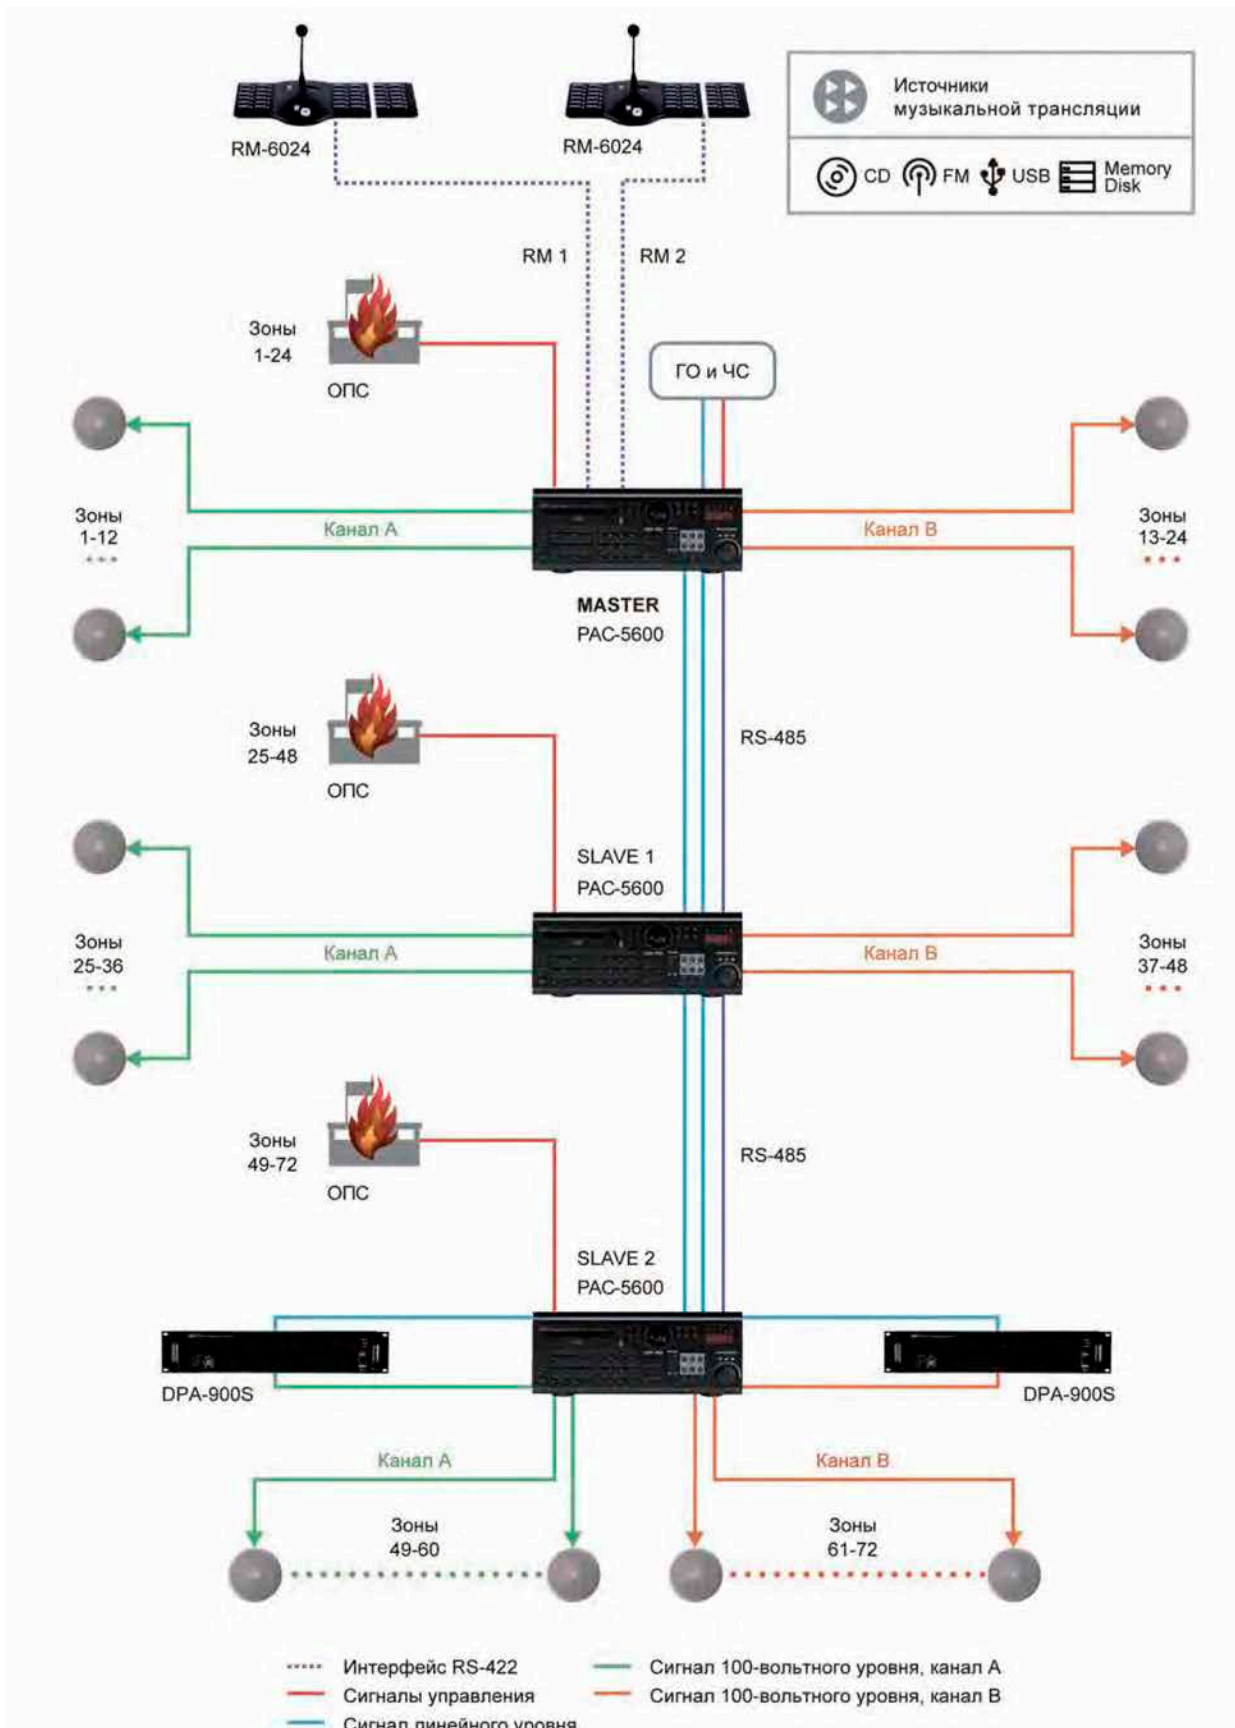 Источники
музыкальной трансляции
CD FM USB Memory
Disk
RM-6024
RM-6024
RM 1
RM 2
Зоны
1-24
ОПС
ГО и ЧС
Зоны
1-12
Канал А
Канал В
Зоны
13-24
MASTER
PAC-5600
Зоны
25-48
ОПС
RS-485
SLAVE 1
PAC-5600
Зоны
25-36
Канал А
Канал В
Зоны
37-48
Зоны
49-72
ОПС
RS-485
SLAVE 2
PAC-5600
DPA-900S
DPA-900S
Канал А
Канал В
Зоны
49-60
Зоны
61-72
Интерфейс RS-422
Сигналы управления
Сигнал линейного уровня
Сигнал 100-вольтного уровня, канал А
Сигнал 100-вольтного уровня, канал В